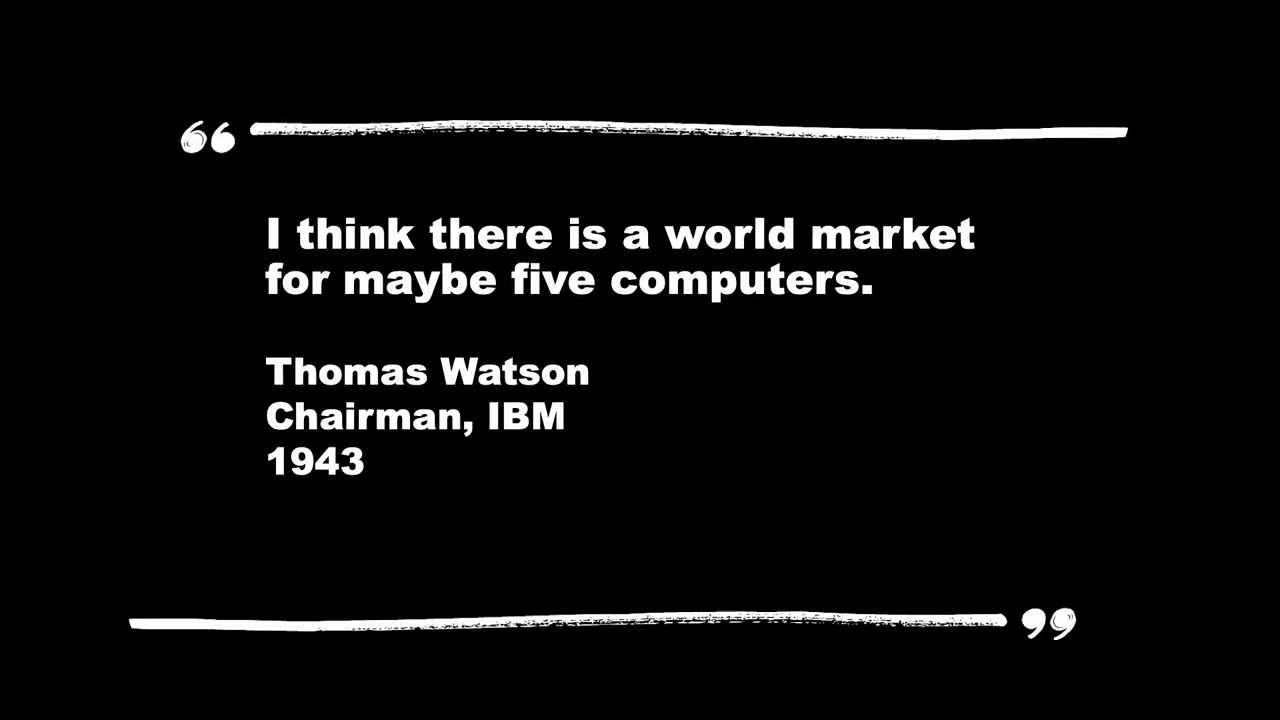 “
I think there is a world market
for maybe five computers.
Thomas Watson
Chairman, IBM
1943
”